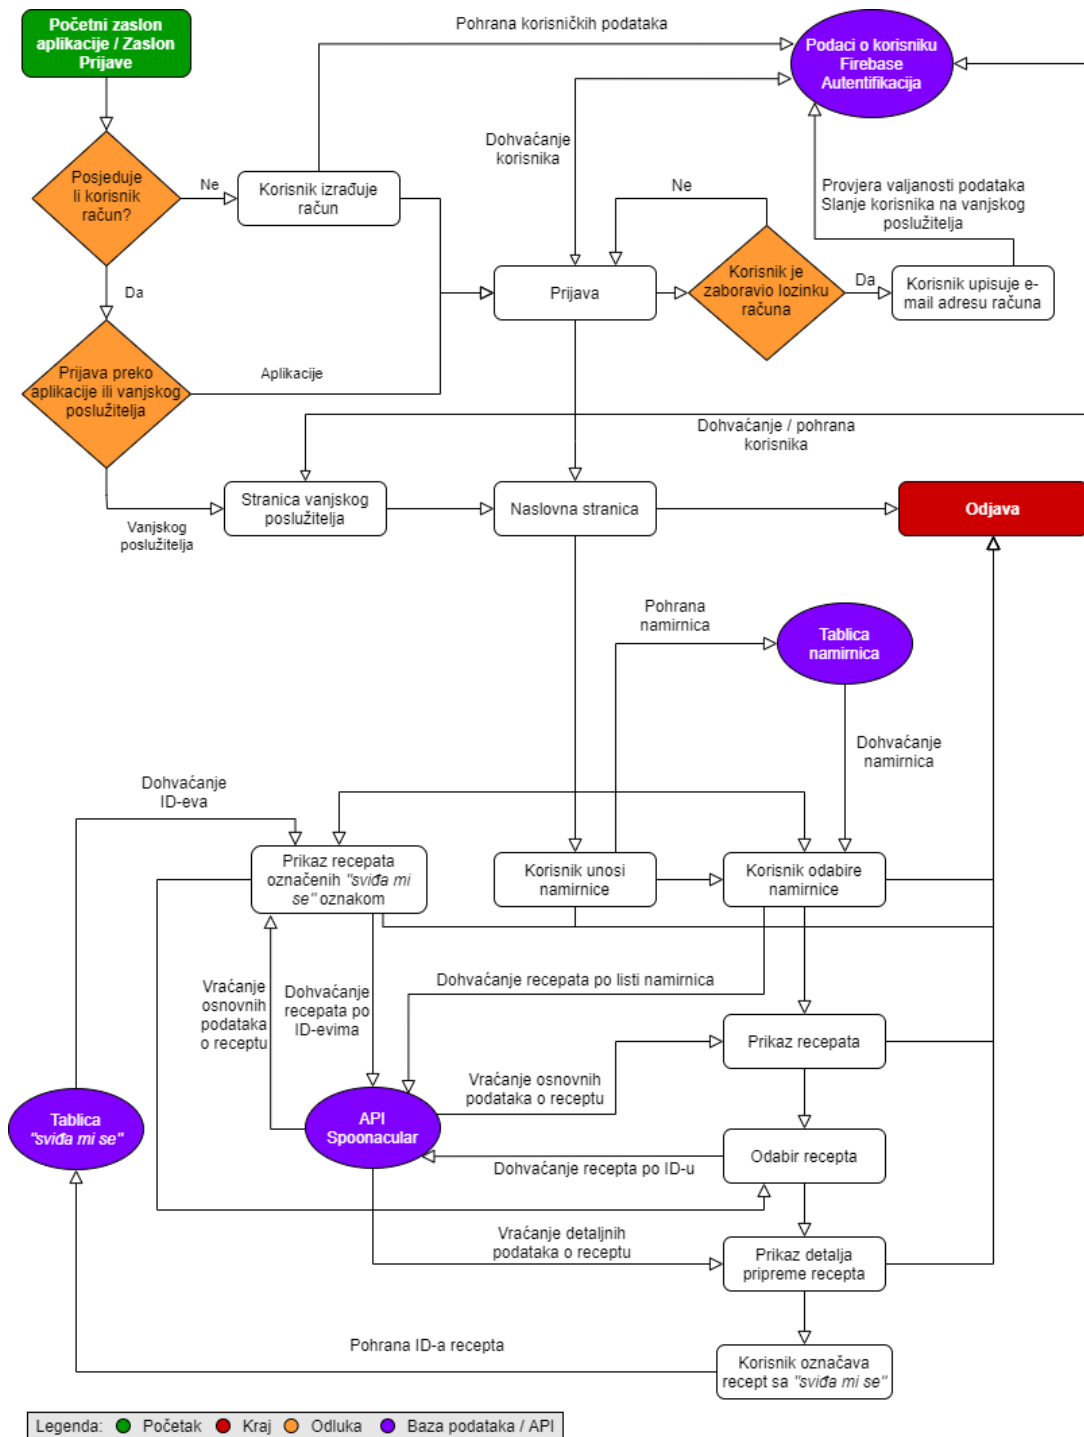 Početni zaslon
aplikacije / Zaslon
Prijave
Pohrana korisničkih podataka
Podaci o korisniku
Firebase
Autentifikacija
Dohvaćanje
korisnika
Posjeduje
li korisnik
račun?
Ne
Korisnik izrađuje
račun
Ne
Provjera valjanosti podataka
Slanje korisnika na vanjskog
poslužitelja
Da
Prijava
Korisnik je
zaboravio lozinku
računa
Da
Korisnik upisuje e-
mail adresu računa
Prijava preko
aplikacije ili vanjskog
poslužitelja
Aplikacije
Dohvaćanje / pohrana
korisnika
Vanjskog
poslužitelja
Stranica vanjskog
poslužitelja
Naslovna stranica
Odjava
Pohrana
namirnica
Tablica
namirnica
Dohvaćanje
namirnica
Dohvaćanje
ID-eva
Prikaz recepata
označenih "sviđa mi
se" oznakom
Korisnik unosi
namirnice
Korisnik odabire
namirnice
Vraćanje
osnovnih
podataka
o receptu
Dohvaćanje
recepata po
ID-evima
Dohvaćanje recepata po listi namirnica
Prikaz recepata
Vraćanje osnovnih
podataka o receptu
Tablica
"sviđa mi se"
API
Spoonacular
Dohvaćanje recepta po ID-u
Odabir recepta
Vraćanje detaljnih
podataka o receptu
Prikaz detalja
pripreme recepta
Pohrana ID-a recepta
Korisnik označava
recept sa "sviđa mi se"
Legenda: Početak Kraj Odluka Baza podataka / API